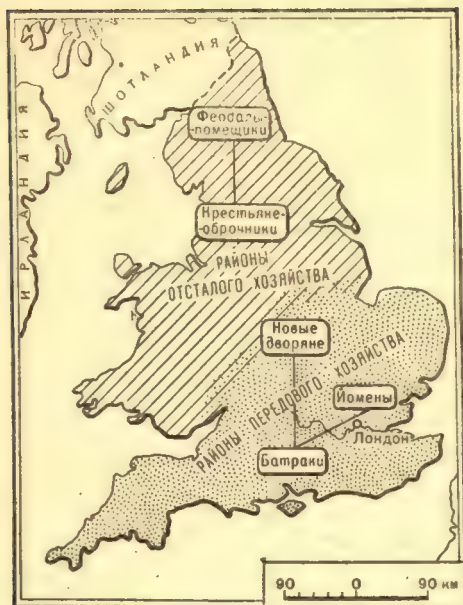 ШОТЛАНДИЯ
ИРЛАНДИЯ
Феодалы-
помещики
Крестьяне-
оброчники
РАЙОНЫ
ОТСТАЛОГО ХОЗЯЙСТВА
Новые
дворяне
РАЙОНЫ ПЕРЕДОВОГО ХОЗЯЙСТВА
Йомены
Лондон
Батраки
90 0 90 км